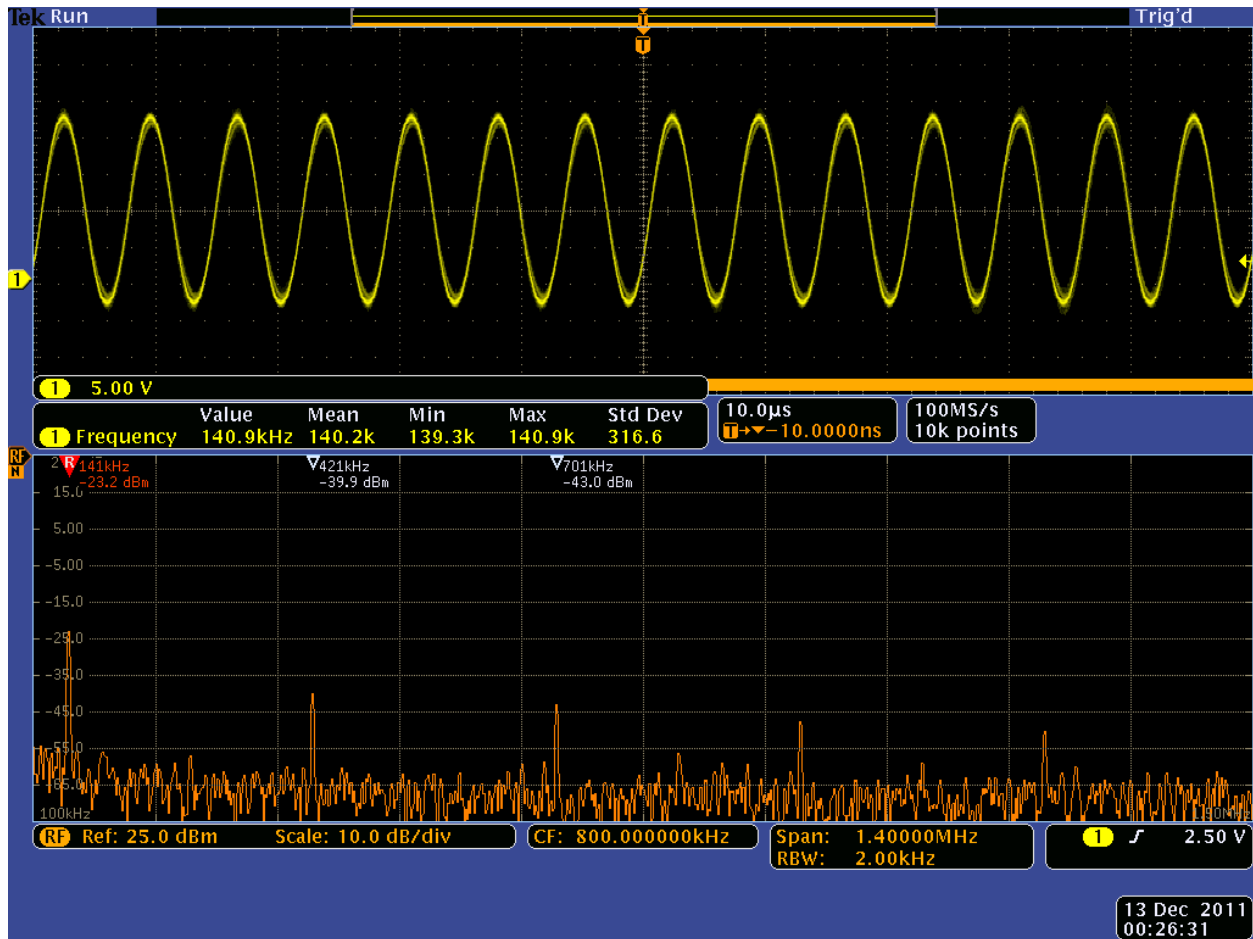 Tek Run Trig'd
T
T
1
1 5.00 V
Value Mean Min Max Std Dev
1 Frequency 140.9kHz 140.2k 139.3k 140.9k 316.6
10.0µs
T→▼−10.0000ns
100MS/s
10k points
RF
N
R 141kHz
-23.2 dBm
421kHz
-39.9 dBm
701kHz
-43.0 dBm
15.0
5.00
-5.00
-15.0
-25.0
-35.0
-45.0
-55.0
-65.0
100kHz
1.50MHz
RF Ref: 25.0 dBm Scale: 10.0 dB/div
CF: 800.000000kHz
Span: 1.40000MHz
RBW: 2.00kHz
1 2.50 V
13 Dec 2011
00:26:31